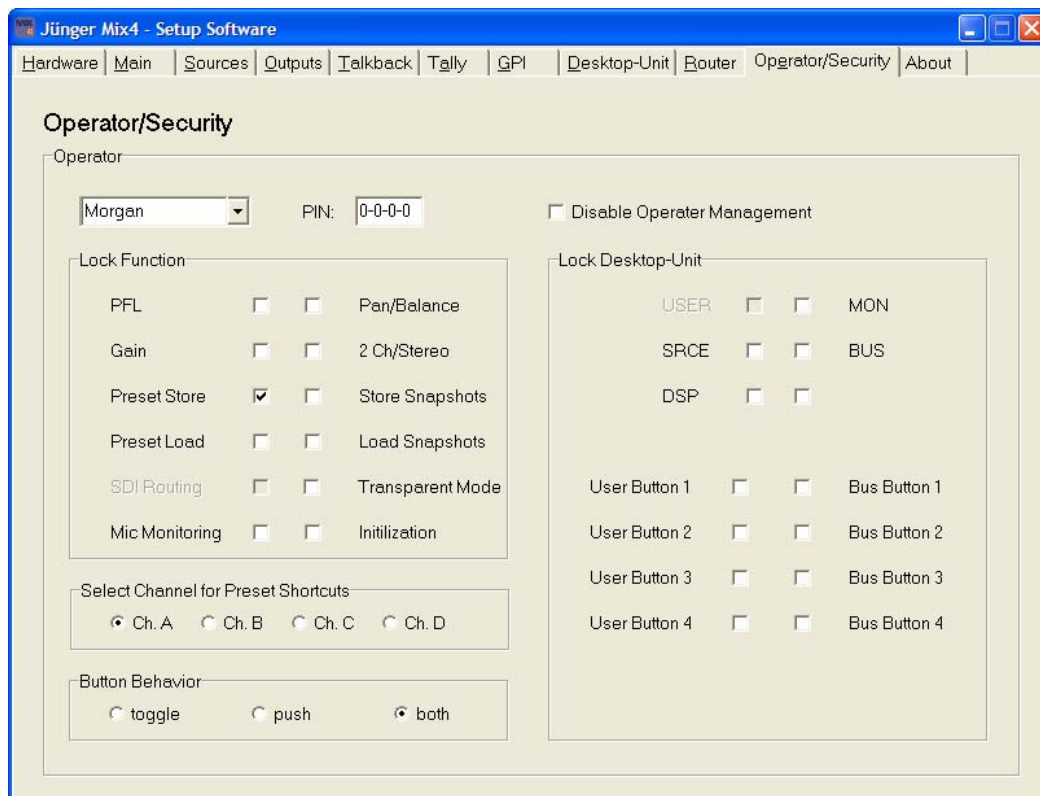 MIX 4 Jünger Mix4 - Setup Software
Hardware Main Sources Outputs Talkback Tally GPI Desktop-Unit Router Operator/Security About
Operator/Security
Operator
Morgan PIN: 0-0-0-0 Disable Operater Management
Lock Function Lock Desktop-Unit
PFL Pan/Balance USER MON
Gain 2 Ch/Stereo SRCE BUS
Preset Store Store Snapshots DSP
Preset Load Load Snapshots
SDI Routing Transparent Mode User Button 1 Bus Button 1
Mic Monitoring Initilization User Button 2 Bus Button 2
Select Channel for Preset Shortcuts User Button 3 Bus Button 3
Ch. A Ch. B Ch. C Ch. D User Button 4 Bus Button 4
Button Behavior
toggle push both